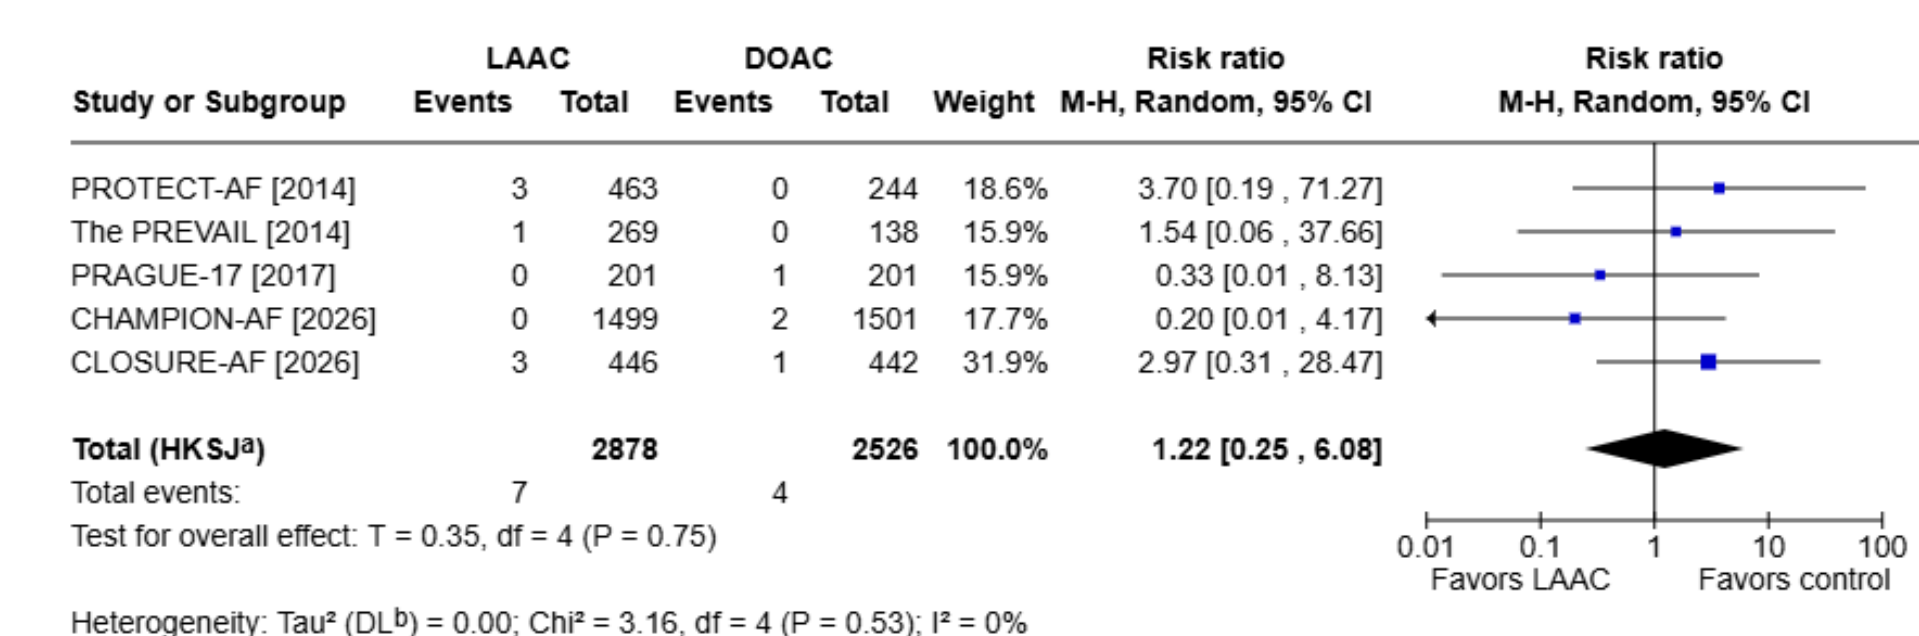 LAAC DOAC Risk ratio Risk ratio
Study or Subgroup Events Total Events Total Weight M-H, Random, 95% CI M-H, Random, 95% CI
PROTECT-AF [2014] 3 463 0 244 18.6% 3.70 [0.19 , 71.27]
The PREVAIL [2014] 1 269 0 138 15.9% 1.54 [0.06 , 37.66]
PRAGUE-17 [2017] 0 201 1 201 15.9% 0.33 [0.01 , 8.13]
CHAMPION-AF [2026] 0 1499 2 1501 17.7% 0.20 [0.01 , 4.17]
CLOSURE-AF [2026] 3 446 1 442 31.9% 2.97 [0.31 , 28.47]
Total (HKSJᵃ) 2878 2526 100.0% 1.22 [0.25 , 6.08]
Total events: 7 4
Test for overall effect: T = 0.35, df = 4 (P = 0.75)
0.01 0.1 1 10 100
Favors LAAC Favors control
Heterogeneity: Tau² (DLᵇ) = 0.00; Chi² = 3.16, df = 4 (P = 0.53); I² = 0%